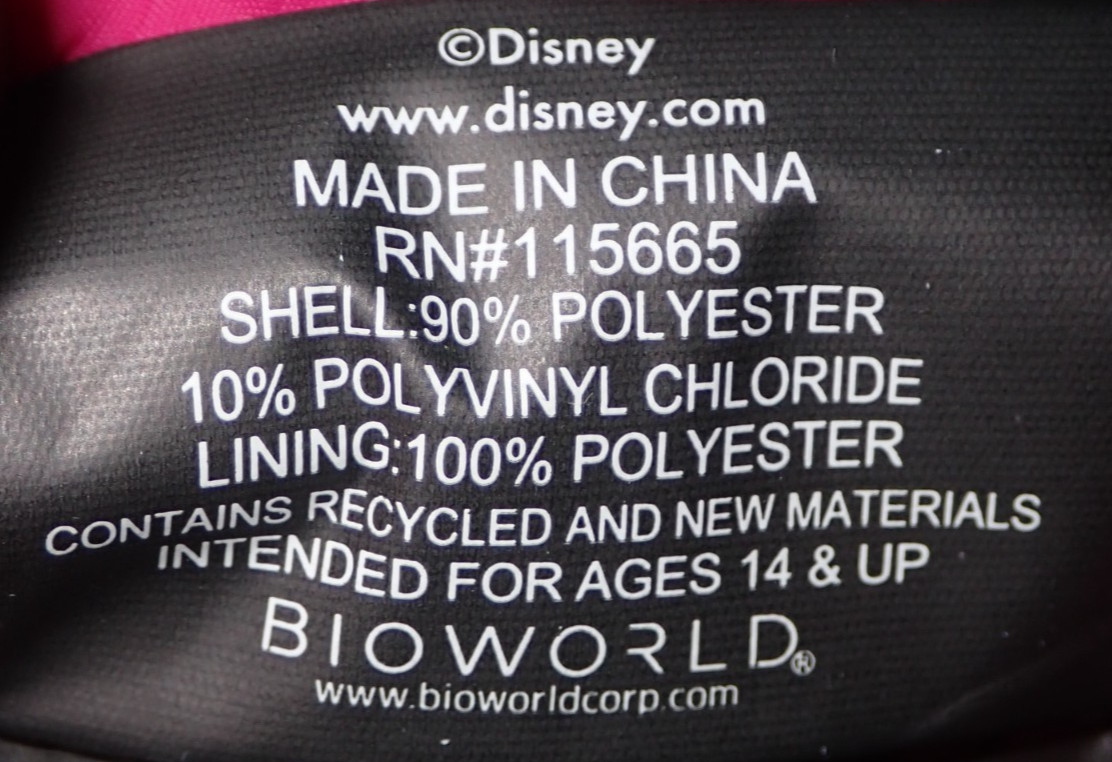 ©Disney
www.disney.com
MADE IN CHINA
RN#115665
SHELL:90% POLYESTER
10% POLYVINYL CHLORIDE
LINING:100% POLYESTER
CONTAINS RECYCLED AND NEW MATERIALS
INTENDED FOR AGES 14 & UP
BIOWORLD®
www.bioworldcorp.com